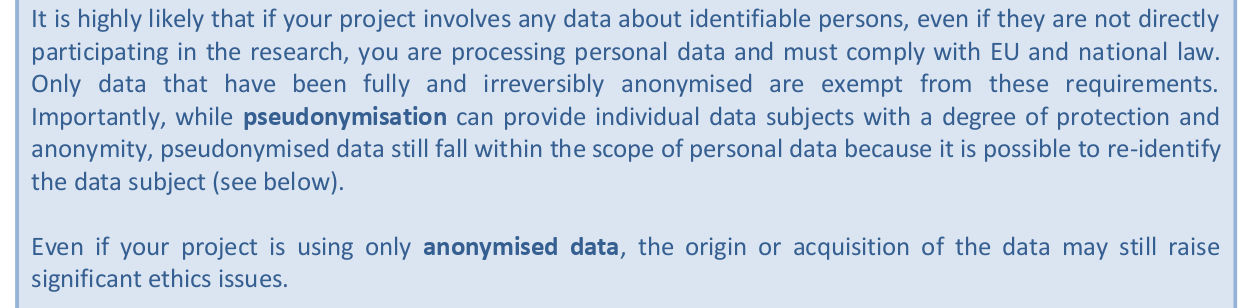 It is highly likely that if your project involves any data about identifiable persons, even if they are not directly
participating in the research, you are processing personal data and must comply with EU and national law.
Only data that have been fully and irreversibly anonymised are exempt from these requirements.
Importantly, while pseudonymisation can provide individual data subjects with a degree of protection and
anonymity, pseudonymised data still fall within the scope of personal data because it is possible to re-identify
the data subject (see below).
Even if your project is using only anonymised data, the origin or acquisition of the data may still raise
significant ethics issues.